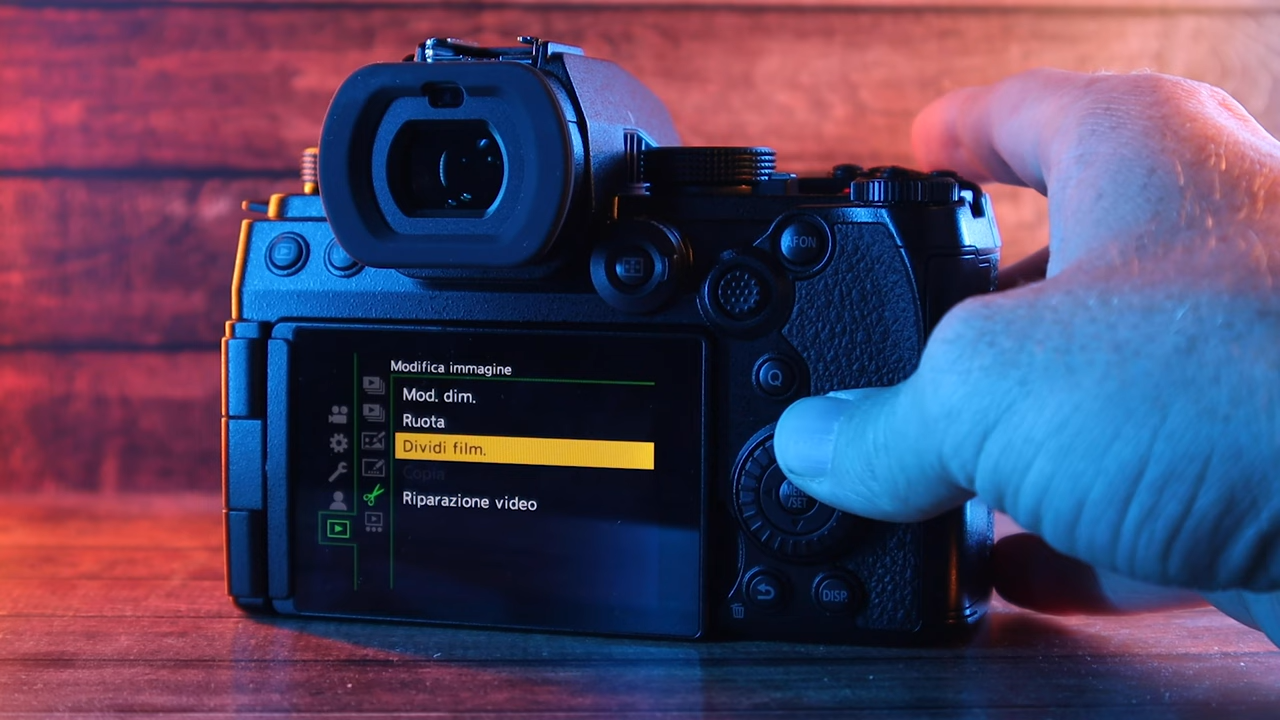 AFON
Q
Modifica immagine
Mod. dim.
Ruota
Dividi film.
Copia
Riparazione video
MENU
/SET
DISP.